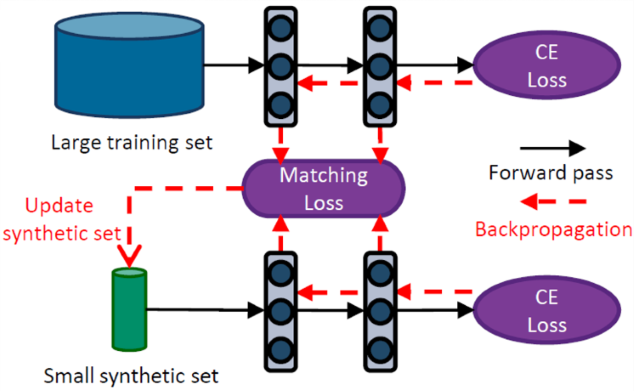 CE
Loss
Large training set
Matching
Loss
Forward pass
Update
synthetic set
Backpropagation
CE
Loss
Small synthetic set